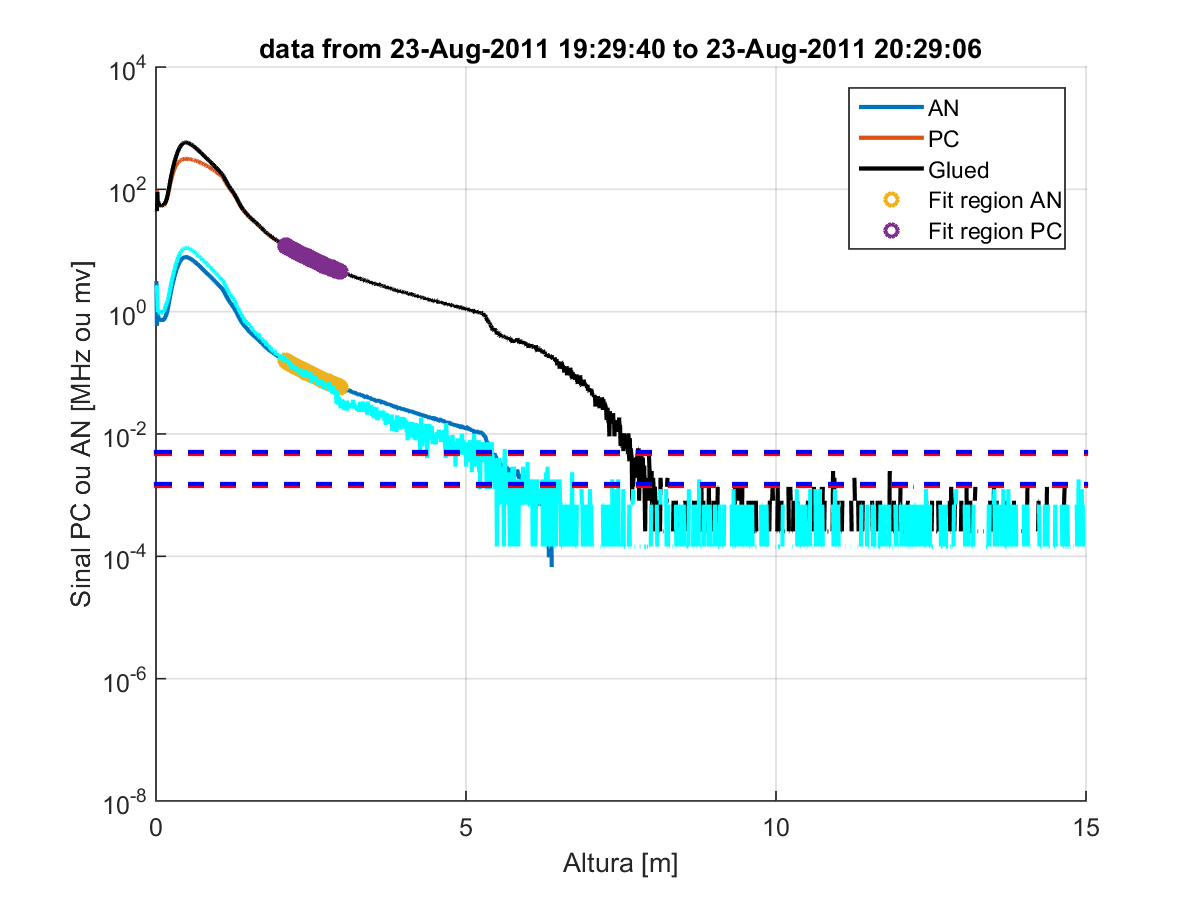 data from 23-Aug-2011 19:29:40 to 23-Aug-2011 20:29:06
10^4
10^2
10^0
10^-2
10^-4
10^-6
10^-8
Sinal PC ou AN [MHz ou mv]
AN
PC
Glued
Fit region AN
Fit region PC
0
5
10
15
Altura [m]